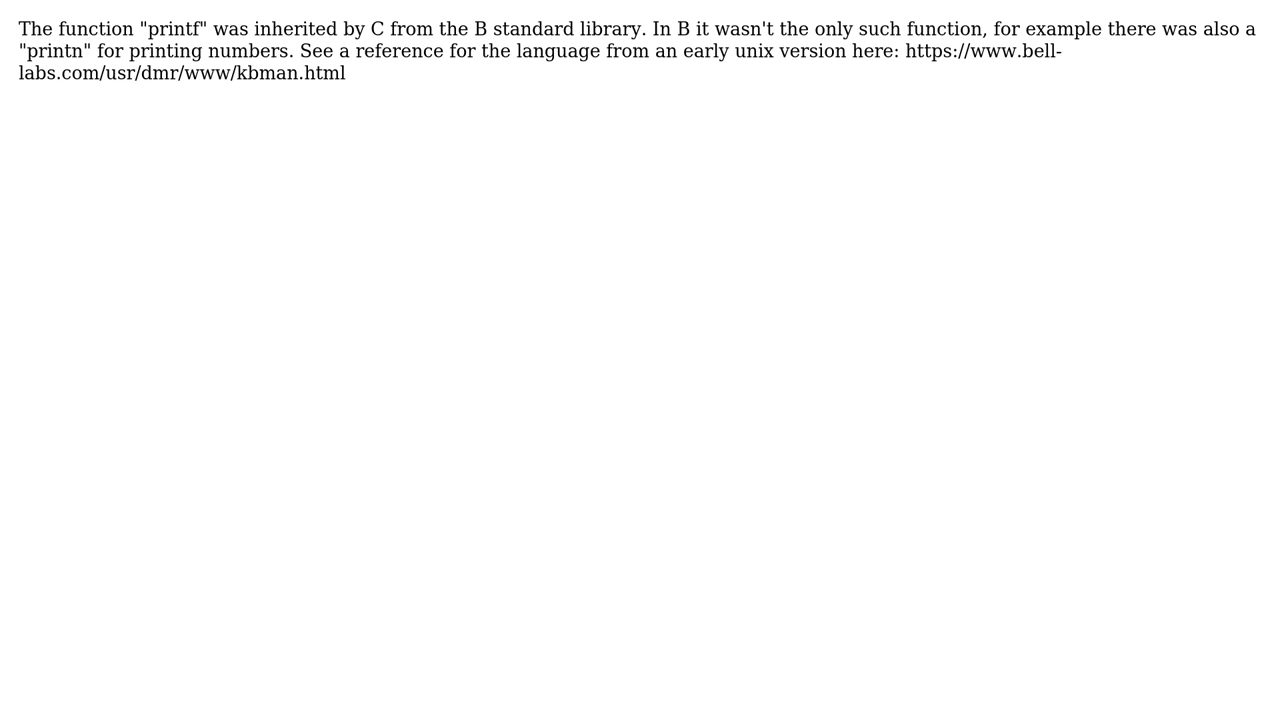 The function "printf" was inherited by C from the B standard library. In B it wasn't the only such function, for example there was also a
"printn" for printing numbers. See a reference for the language from an early unix version here: https://www.bell-
labs.com/usr/dmr/www/kbman.html